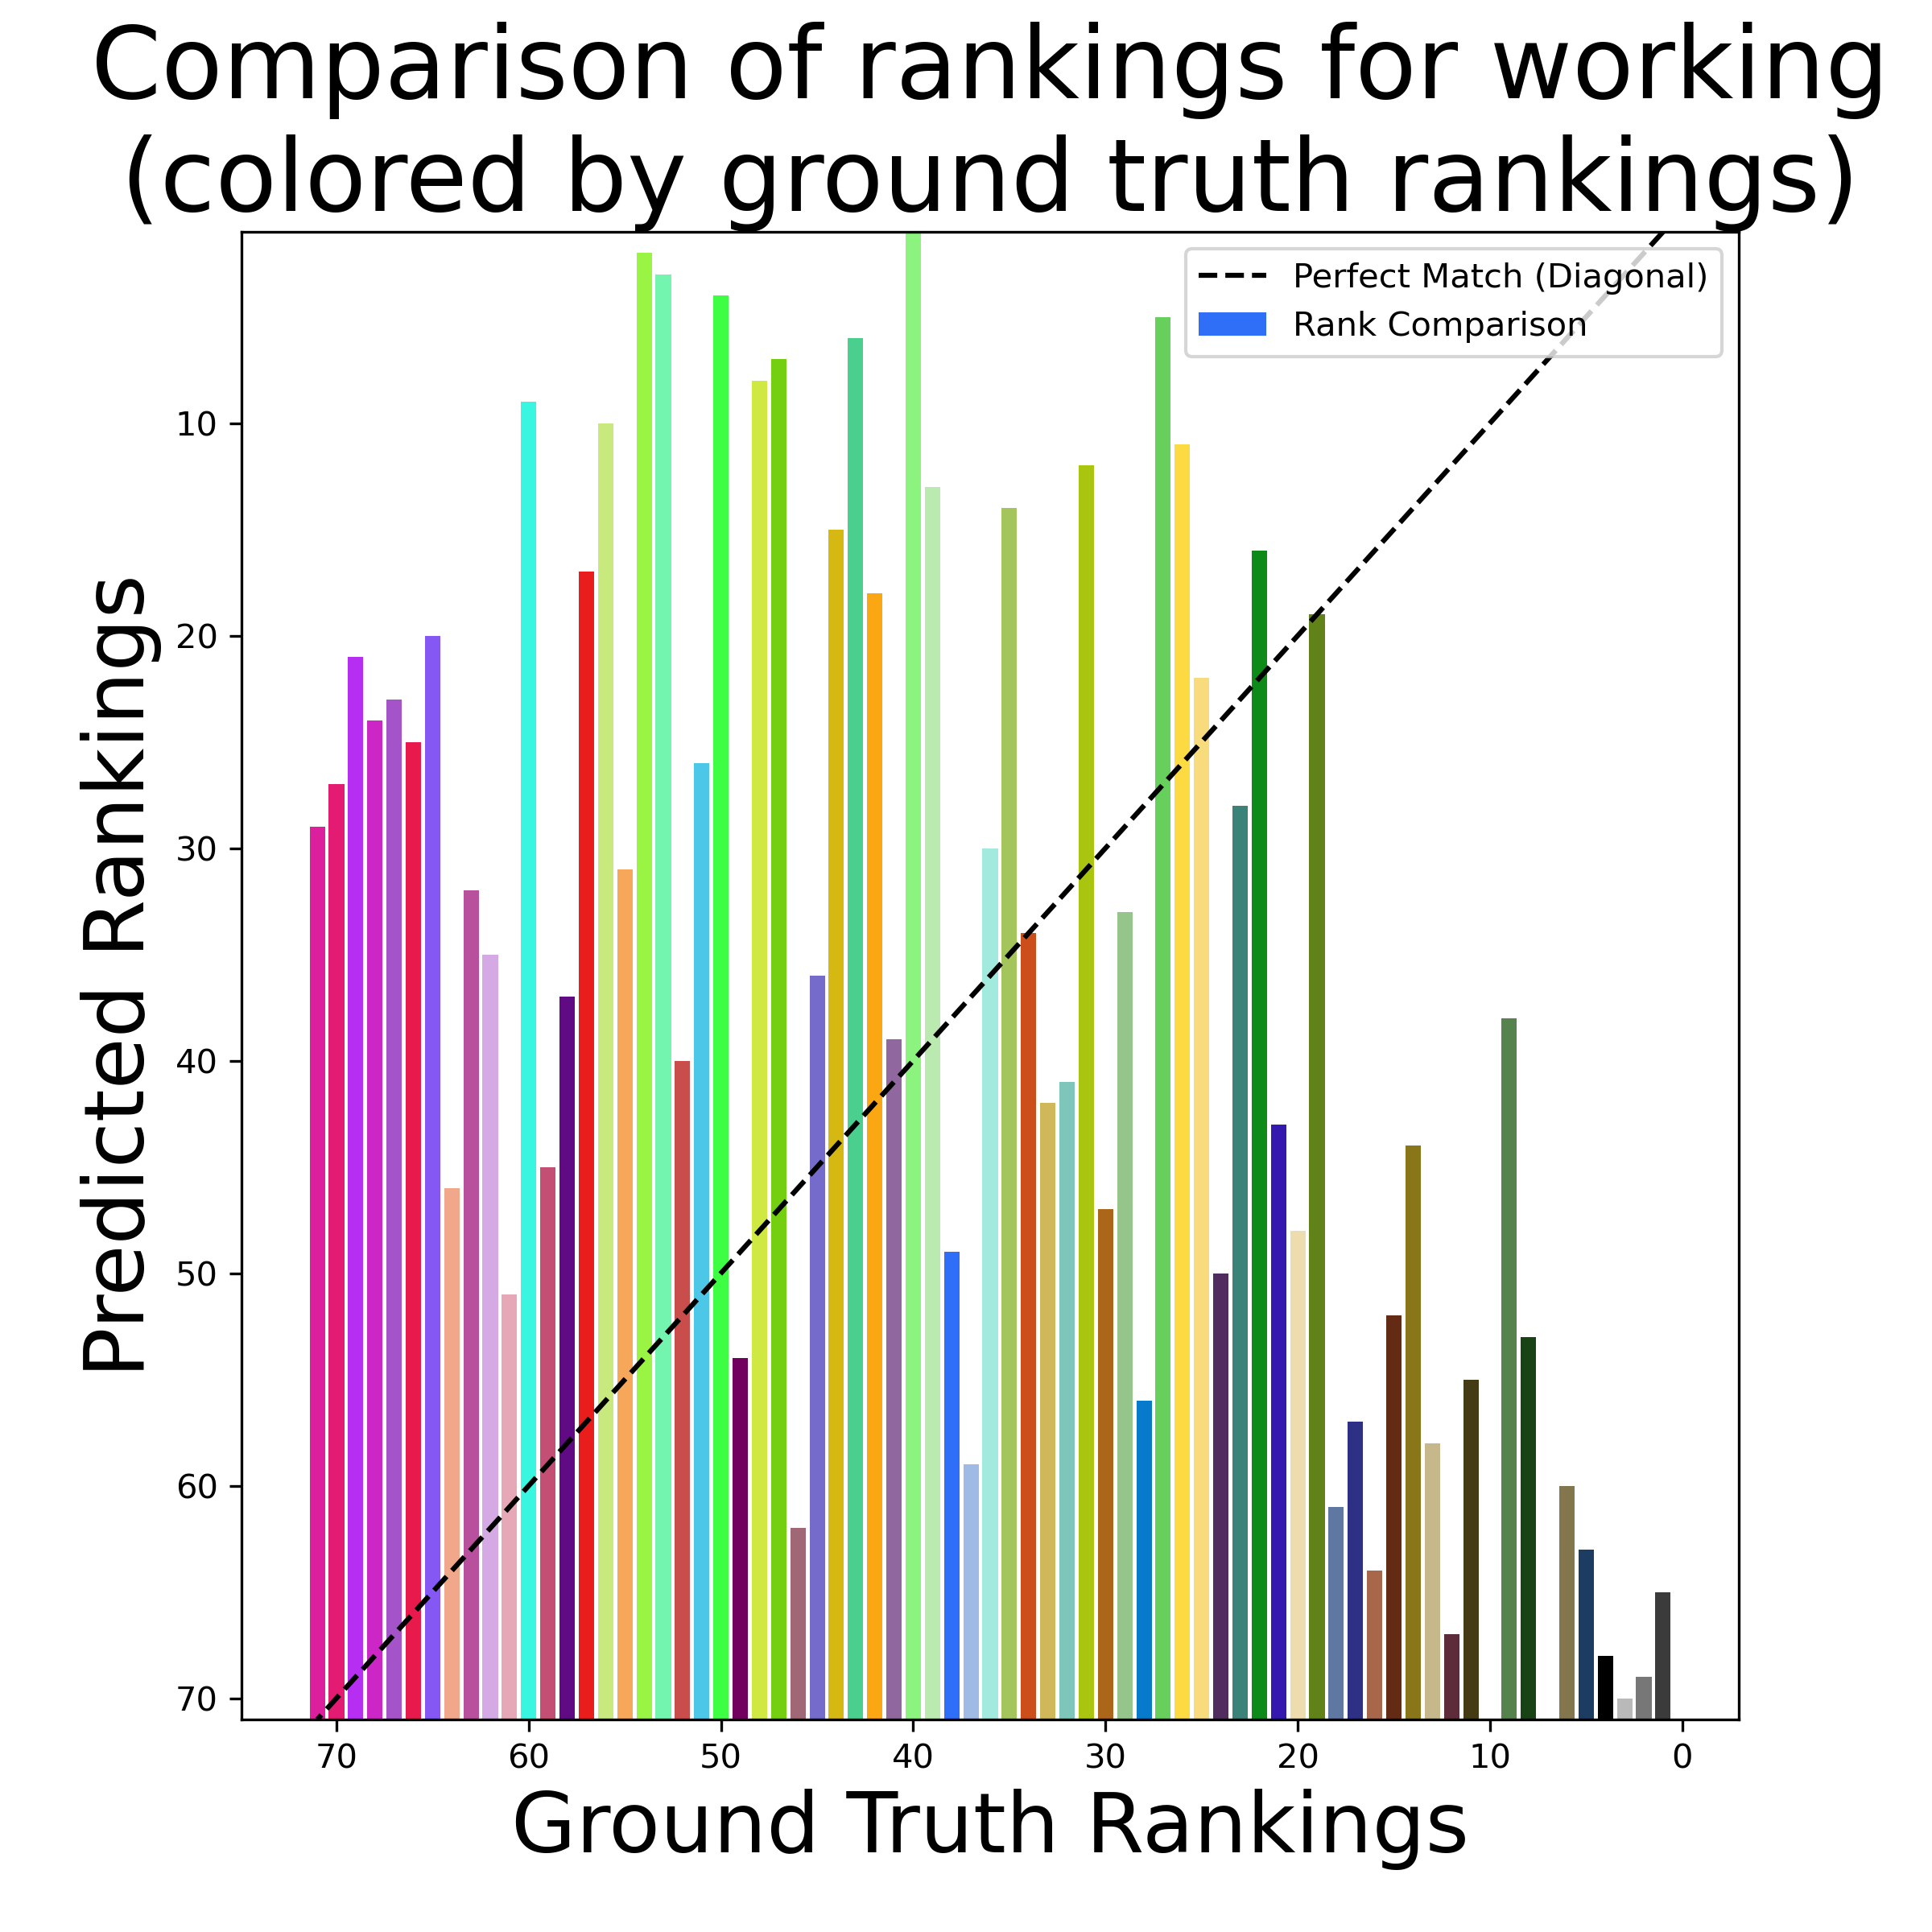 Comparison of rankings for working
(colored by ground truth rankings)
Perfect Match (Diagonal)
Rank Comparison
Predicted Rankings
10
20
30
40
50
60
70
70
60
50
40
30
20
10
0
Ground Truth Rankings